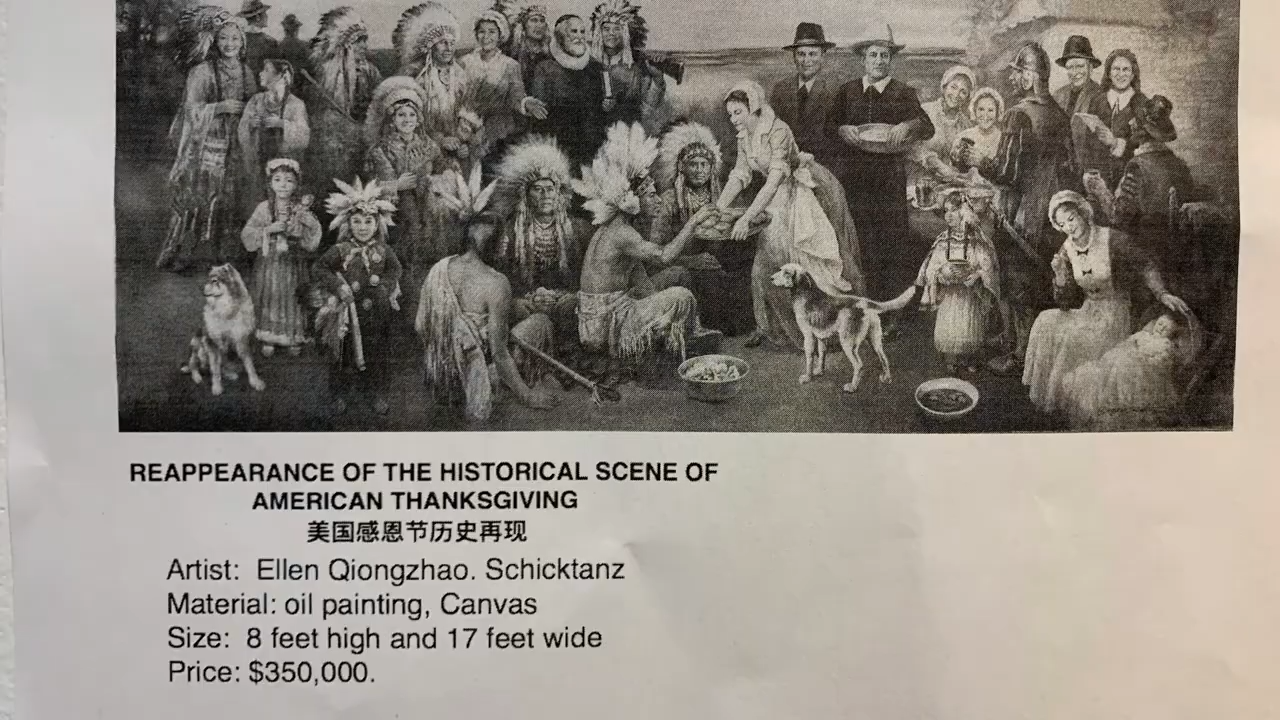 REAPPEARANCE OF THE HISTORICAL SCENE OF
AMERICAN THANKSGIVING
美国感恩节历史再现
Artist: Ellen Qiongzhao. Schicktanz
Material: oil painting, Canvas
Size: 8 feet high and 17 feet wide
Price: $350,000.